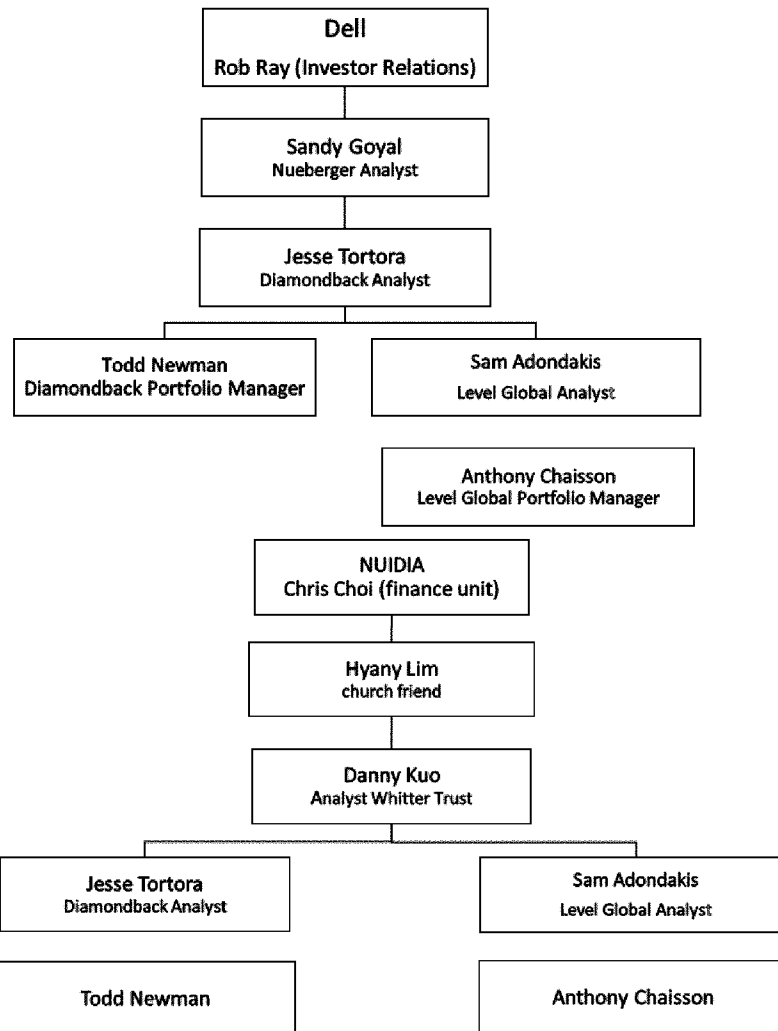 Dell
Rob Ray (Investor Relations)
Sandy Goyal
Nueberger Analyst
Jesse Tortora
Diamondback Analyst
Todd Newman
Diamondback Portfolio Manager
Sam Adondakis
Level Global Analyst
Anthony Chaisson
Level Global Portfolio Manager
NUIDIA
Chris Choi (finance unit)
Hyany Lim
church friend
Danny Kuo
Analyst Whitter Trust
Jesse Tortora
Diamondback Analyst
Sam Adondakis
Level Global Analyst
Todd Newman
Anthony Chaisson